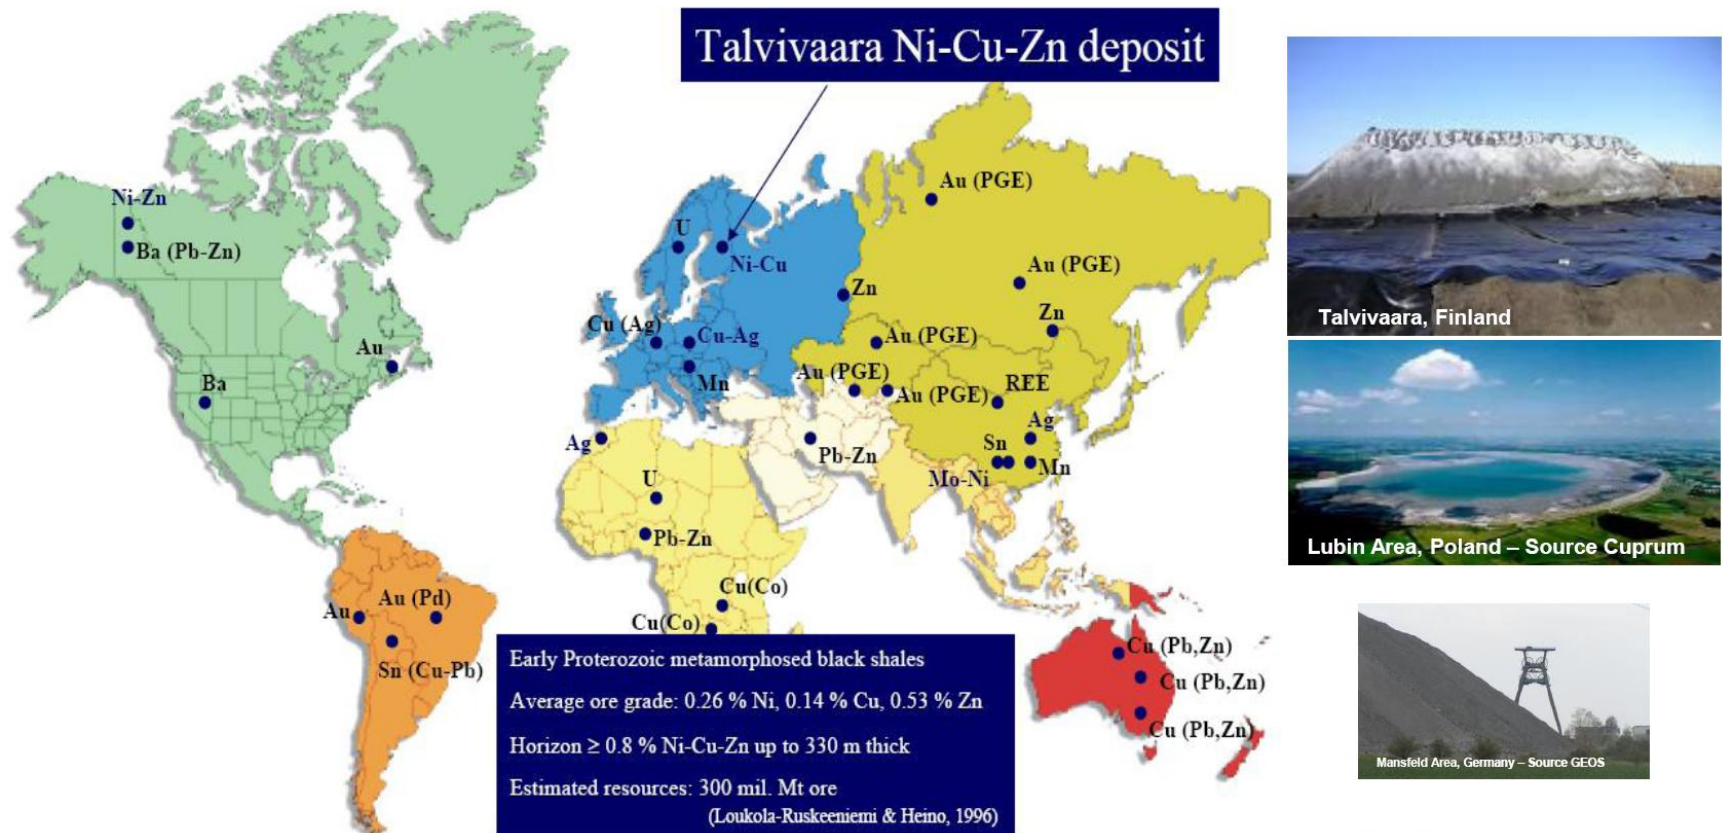 Talvivaara Ni-Cu-Zn deposit
Ni-Zn
Ba (Pb-Zn)
Au
Ba
Au
Au (Pd)
Sn (Cu-Pb)
U
Ni-Cu
Zn
Cu (Ag)
Cu-Ag
Mn
Au (PGE)
Au (PGE)
Zn
Au (PGE)
Au (PGE)
Au (PGE)
REE
Ag
Sn
Mn
Mo-Ni
Ag
Pb-Zn
U
Pb-Zn
Cu(Co)
Cu(Co)
Cu (Pb,Zn)
Cu (Pb,Zn)
Cu (Pb,Zn)
Early Proterozoic metamorphosed black shales
Average ore grade: 0.26 % Ni, 0.14 % Cu, 0.53 % Zn
Horizon ≥ 0.8 % Ni-Cu-Zn up to 330 m thick
Estimated resources: 300 mil. Mt ore
(Loukola-Ruskeeniemi & Heino, 1996)
Talvivaara, Finland
Lubin Area, Poland – Source Cuprum
Mansfeld Area, Germany – Source GEOS